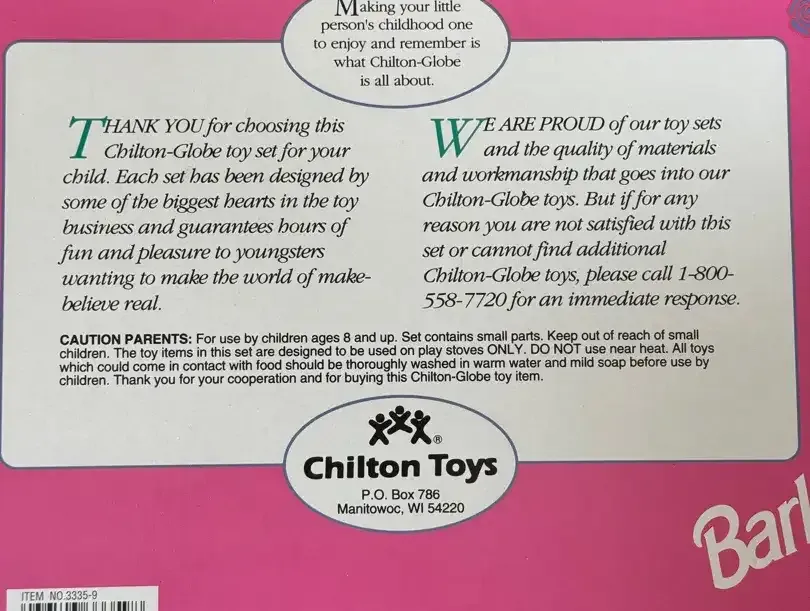 Making your little
person's childhood one
to enjoy and remember is
what Chilton-Globe
is all about.
THANK YOU for choosing this
Chilton-Globe toy set for your
child. Each set has been designed by
some of the biggest hearts in the toy
business and guarantees hours of
fun and pleasure to youngsters
wanting to make the world of make-
believe real.
WE ARE PROUD of our toy sets
and the quality of materials
and workmanship that goes into our
Chilton-Globe toys. But if for any
reason you are not satisfied with this
set or cannot find additional
Chilton-Globe toys, please call 1-800-
558-7720 for an immediate response.
CAUTION PARENTS: For use by children ages 8 and up. Set contains small parts. Keep out of reach of small
children. The toy items in this set are designed to be used on play stoves ONLY. DO NOT use near heat. All toys
which could come in contact with food should be thoroughly washed in warm water and mild soap before use by
children. Thank you for your cooperation and for buying this Chilton-Globe toy item.
®
Chilton Toys
P.O. Box 786
Manitowoc, WI 54220
Barb
ITEM NO.3335-9